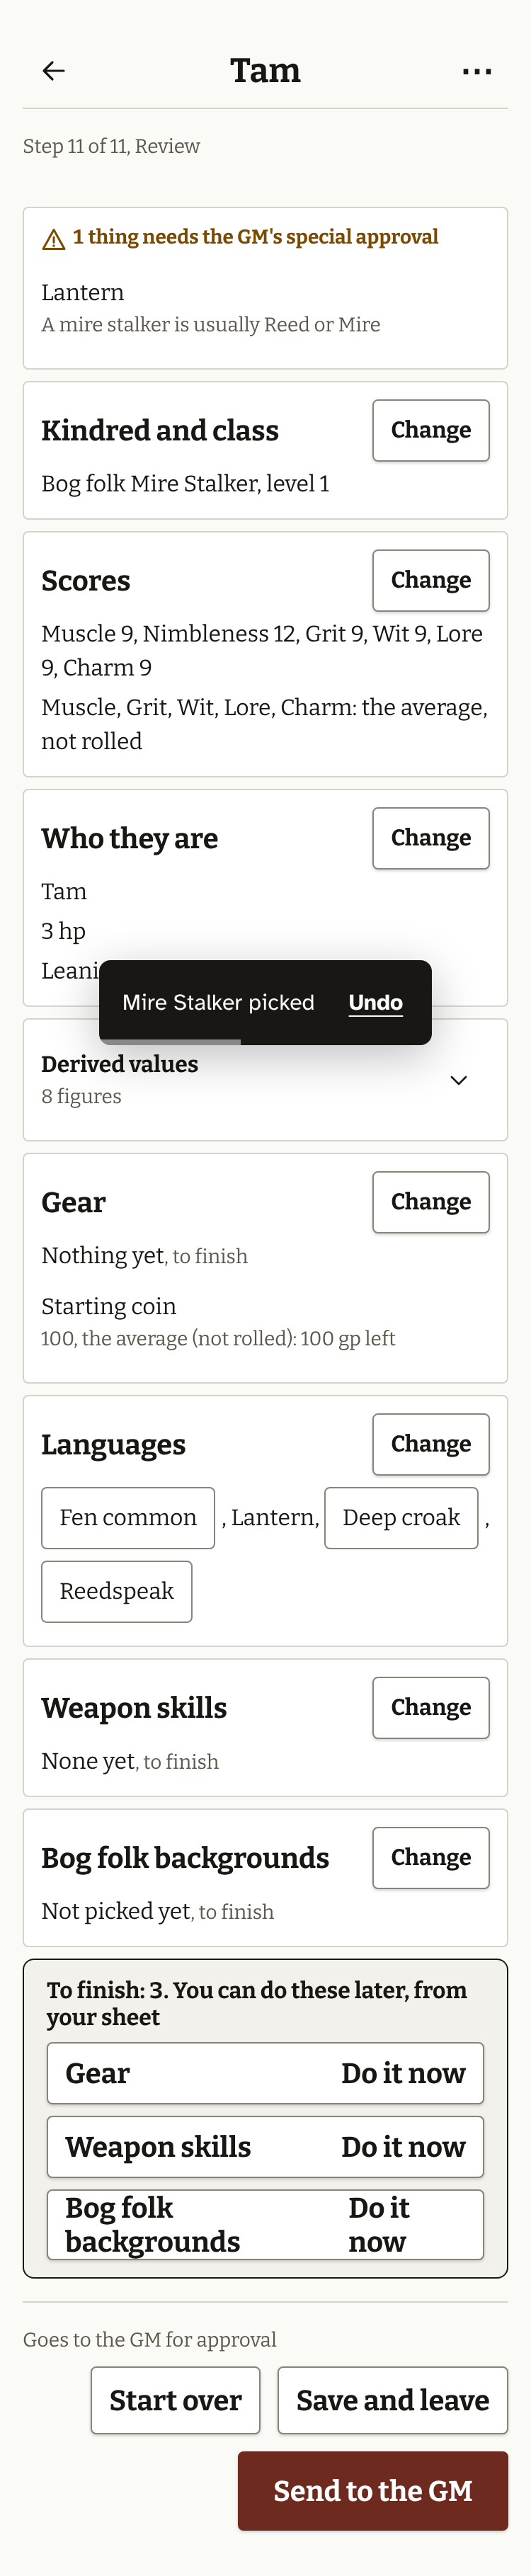 Tam
Step 11 of 11, Review
1 thing needs the GM's special approval
Lantern
A mire stalker is usually Reed or Mire
Kindred and class
Change
Bog folk Mire Stalker, level 1
Scores
Change
Muscle 9, Nimbleness 12, Grit 9, Wit 9, Lore
9, Charm 9
Muscle, Grit, Wit, Lore, Charm: the average,
not rolled
Who they are
Change
Tam
3 hp
Mire Stalker picked
Undo
Derived values
8 figures
Gear
Change
Nothing yet, to finish
Starting coin
100, the average (not rolled): 100 gp left
Languages
Change
Fen common , Lantern, Deep croak ,
Reedspeak
Weapon skills
Change
None yet, to finish
Bog folk backgrounds
Change
Not picked yet, to finish
To finish: 3. You can do these later, from
your sheet
Gear
Do it now
Weapon skills
Do it now
Bog folk
backgrounds
Do it
now
Goes to the GM for approval
Start over
Save and leave
Send to the GM